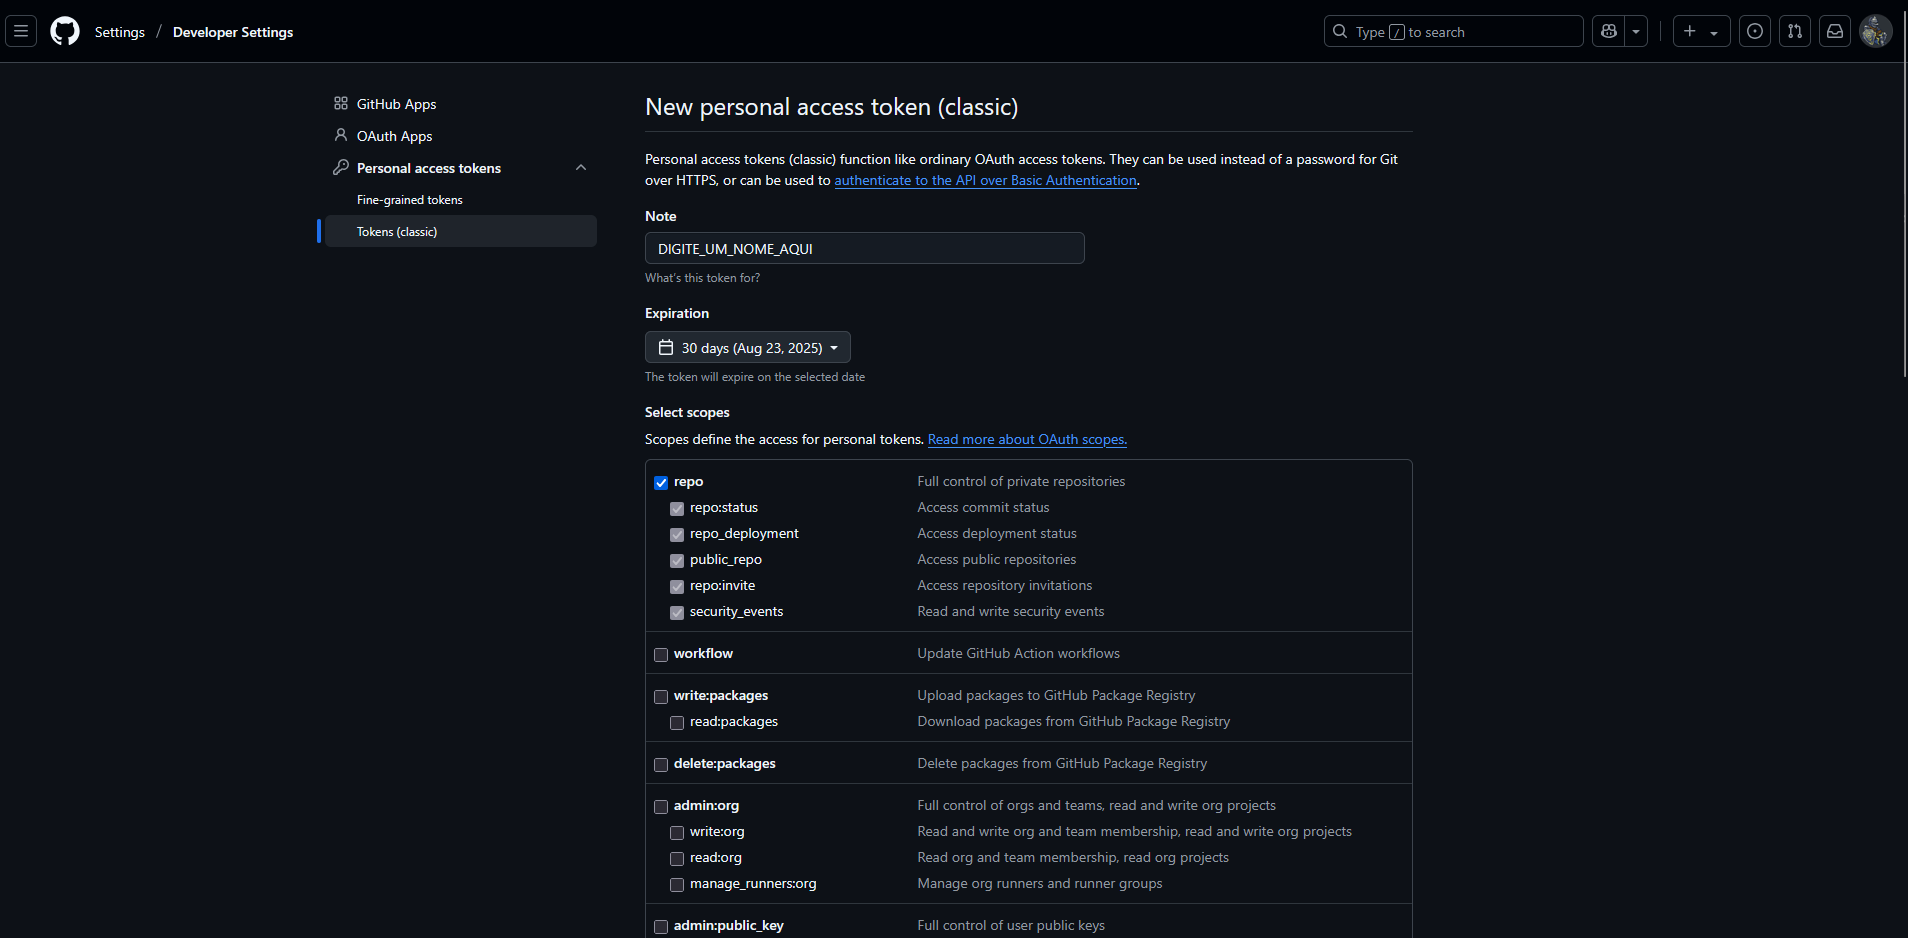 Settings / Developer Settings
Type / to search
GitHub Apps
OAuth Apps
Personal access tokens
Fine-grained tokens
Tokens (classic)
New personal access token (classic)
Personal access tokens (classic) function like ordinary OAuth access tokens. They can be used instead of a password for Git
over HTTPS, or can be used to authenticate to the API over Basic Authentication.
Note
DIGITE_UM_NOME_AQUI
What's this token for?
Expiration
30 days (Aug 23, 2025)
The token will expire on the selected date
Select scopes
Scopes define the access for personal tokens. Read more about OAuth scopes.
repo Full control of private repositories
repo:status Access commit status
repo_deployment Access deployment status
public_repo Access public repositories
repo:invite Access repository invitations
security_events Read and write security events
workflow Update GitHub Action workflows
write:packages Upload packages to GitHub Package Registry
read:packages Download packages from GitHub Package Registry
delete:packages Delete packages from GitHub Package Registry
admin:org Full control of orgs and teams, read and write org projects
write:org Read and write org and team membership, read and write org projects
read:org Read org and team membership, read org projects
manage_runners:org Manage org runners and runner groups
admin:public_key Full control of user public keys